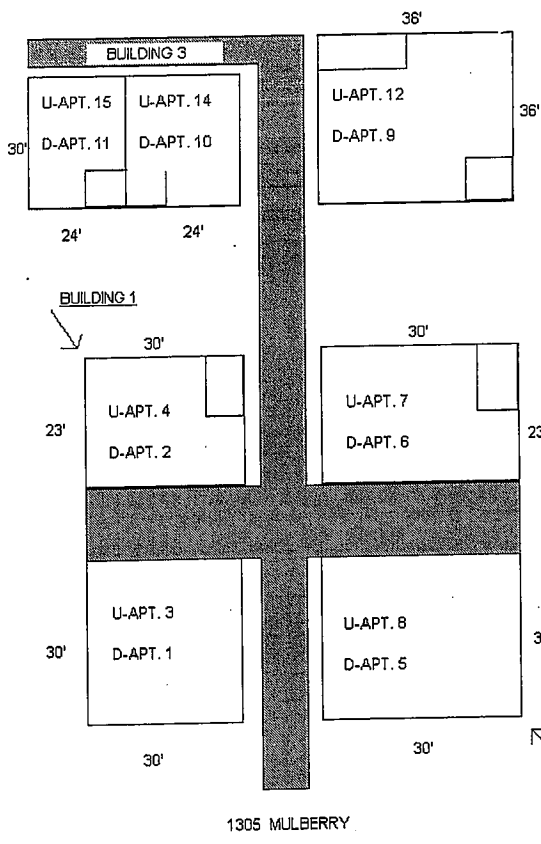 36'
BUILDING 3
U-APT. 15
U-APT. 14
U-APT. 12
30'
D-APT. 11
D-APT. 10
D-APT. 9
36'
24'
24'
BUILDING 1
30'
30'
23'
U-APT. 4
U-APT. 7
D-APT. 2
D-APT. 6
23
U-APT. 3
U-APT. 8
30'
D-APT. 1
D-APT. 5
30'
30'
1305 MULBERRY